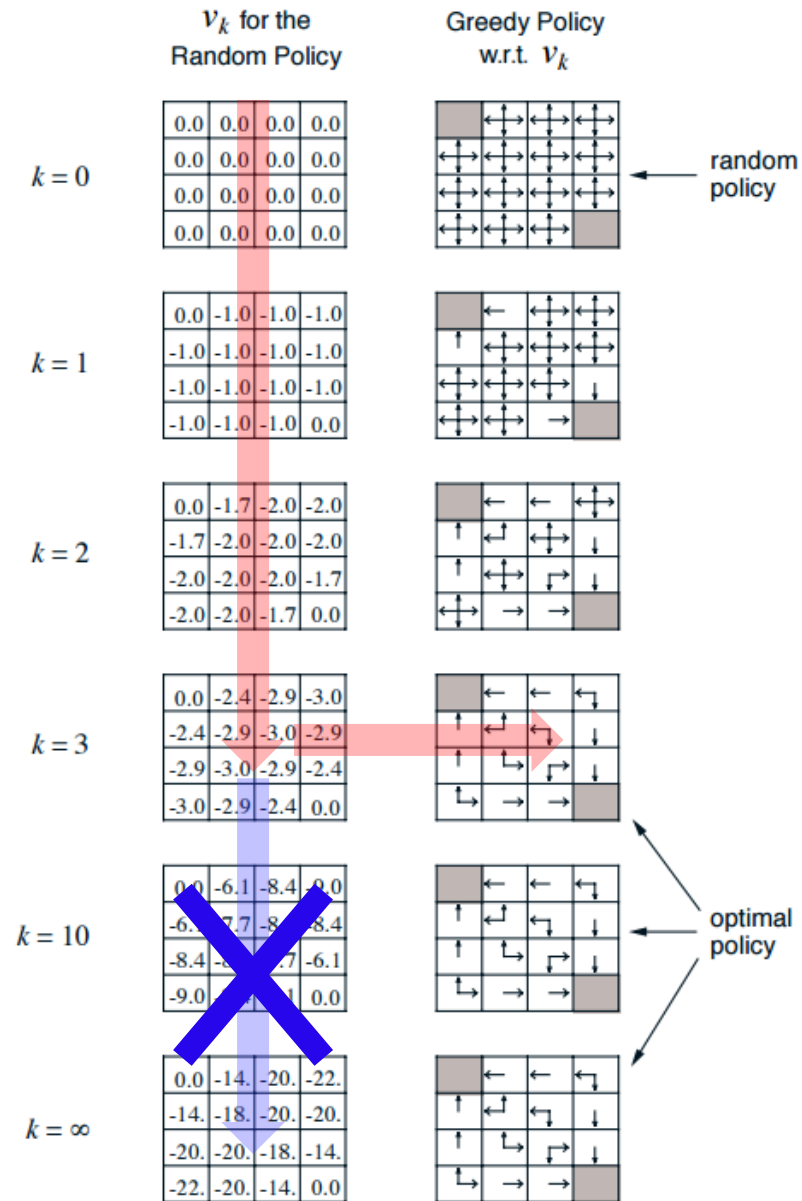 v_k for the
Random Policy
Greedy Policy
w.r.t. v_k
k = 0
0.0 0.0 0.0 0.0
0.0 0.0 0.0 0.0
0.0 0.0 0.0 0.0
0.0 0.0 0.0 0.0
random
policy
k = 1
0.0 -1.0 -1.0 -1.0
-1.0 -1.0 -1.0 -1.0
-1.0 -1.0 -1.0 -1.0
-1.0 -1.0 -1.0 0.0
k = 2
0.0 -1.7 -2.0 -2.0
-1.7 -2.0 -2.0 -2.0
-2.0 -2.0 -2.0 -1.7
-2.0 -2.0 -1.7 0.0
k = 3
0.0 -2.4 -2.9 -3.0
-2.4 -2.9 -3.0 -2.9
-2.9 -3.0 -2.9 -2.4
-3.0 -2.9 -2.4 0.0
k = 10
0.0 -6.1 -8.4 -9.0
-8.4
-8.4 -6.1
-9.0 0.0
optimal
policy
k = ∞
0.0 -14. -20. -22.
-14. -18. -20. -20.
-20. -20. -18. -14.
-22. -20. -14. 0.0